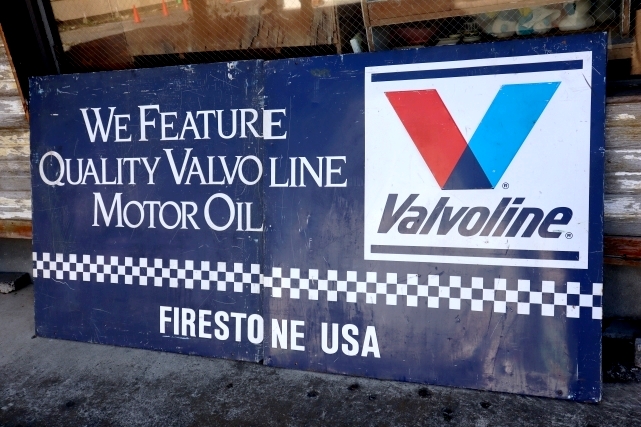 We Feature
Quality Valvoline
Motor Oil
Valvoline®
FIRESTONE USA